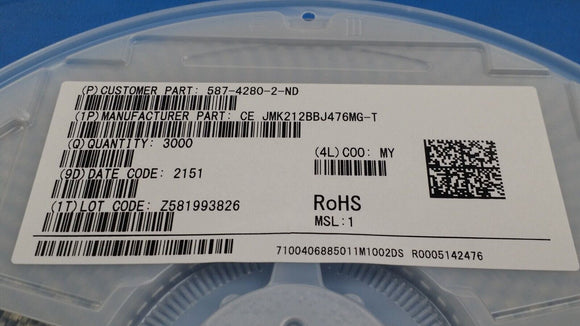 (P)CUSTOMER PART: 587-4280-2-ND
(1P)MANUFACTURER PART: CE JMK212BBJ476MG-T
(Q)QUANTITY: 3000
(4L)COO: MY
(9D)DATE CODE: 2151
(1T)LOT CODE: Z581993826
RoHS
MSL:1
7100406885011M1002DS R0005142476